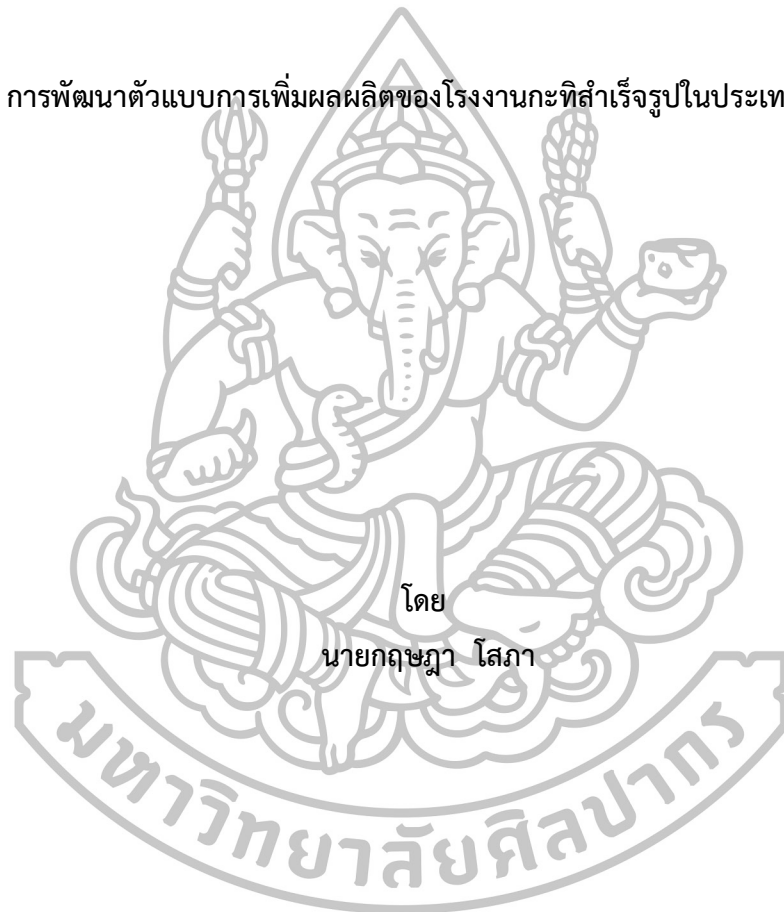 การพัฒนาตัวแบบการเพิ่มผลผลิตของโรงงานกะทิสำเร็จรูปในประเท
โดย
นายกฤษฎา โสภา
มหาวิทยาลัยศิลปากร